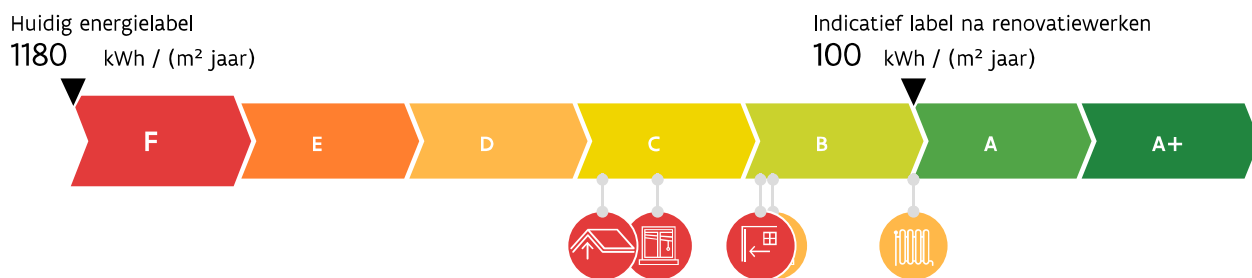 Huidig energielabel
1180 kWh / (m² jaar)
Indicatief label na renovatiewerken
100 kWh / (m² jaar)
F E D C B A A+